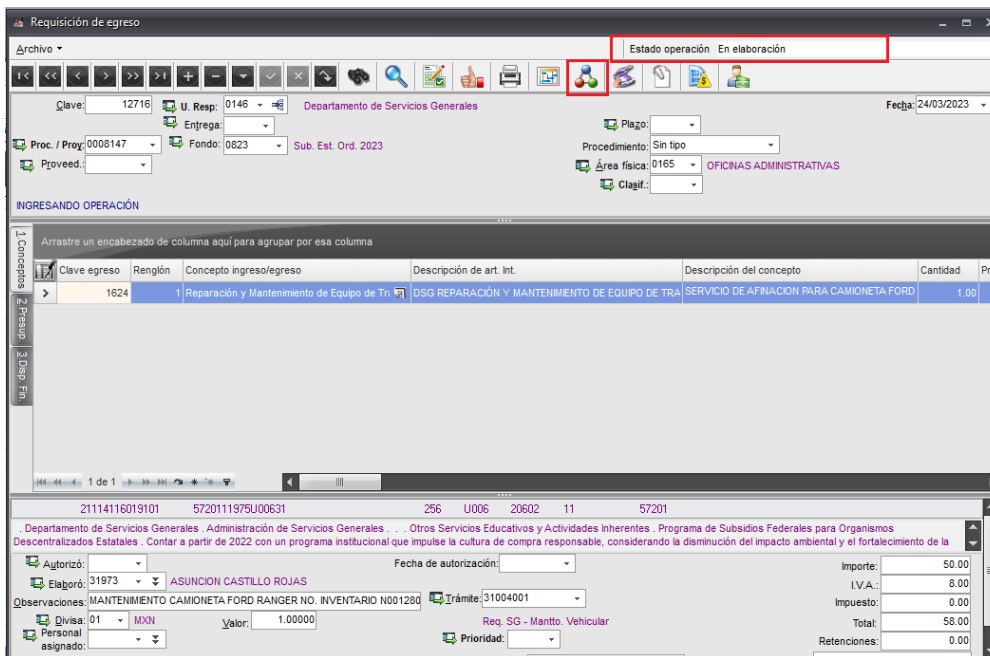 Requisición de egreso
Archivo
Estado operación En elaboración
Clave: 12716 U. Resp: 0146 Departamento de Servicios Generales Fecha: 24/03/2023
Entrega: Plazo:
Proc. / Proy: 0008147 Fondo: 0823 Sub. Est. Ord. 2023 Procedimiento: Sin tipo
Proveed.: Área física: 0165 OFICINAS ADMINISTRATIVAS
Clasif.:
INGRESANDO OPERACIÓN
1.Conceptos
2.Presup.
3.Disp. Fin.
Arrastre un encabezado de columna aquí para agrupar por esa columna
Clave egreso Renglón Concepto ingreso/egreso Descripción de art. Int. Descripción del concepto Cantidad Pr
1624 1 Reparación y Mantenimiento de Equipo de Tra DSG REPARACIÓN Y MANTENIMIENTO DE EQUIPO DE TRA SERVICIO DE AFINACION PARA CAMIONETA FORD 1.00
1 de 1
21114116019101 5720111975U00631 256 U006 20602 11 57201
. Departamento de Servicios Generales . Administración de Servicios Generales . . . Otros Servicios Educativos y Actividades Inherentes . Programa de Subsidios Federales para Organismos
Descentralizados Estatales . Contar a partir de 2022 con un programa institucional que impulse la cultura de compra responsable, considerando la disminución del impacto ambiental y el fortalecimiento de la
Autorizó: Fecha de autorización: Importe: 50.00
Elaboró: 31973 ASUNCION CASTILLO ROJAS I.V.A.: 8.00
Observaciones: MANTENIMIENTO CAMIONETA FORD RANGER NO. INVENTARIO N001280 Trámite: 31004001 Impuesto: 0.00
Divisa: 01 MXN Valor: 1.00000 Req. SG - Mantto. Vehicular Total: 58.00
Personal asignado: Prioridad: Retenciones: 0.00